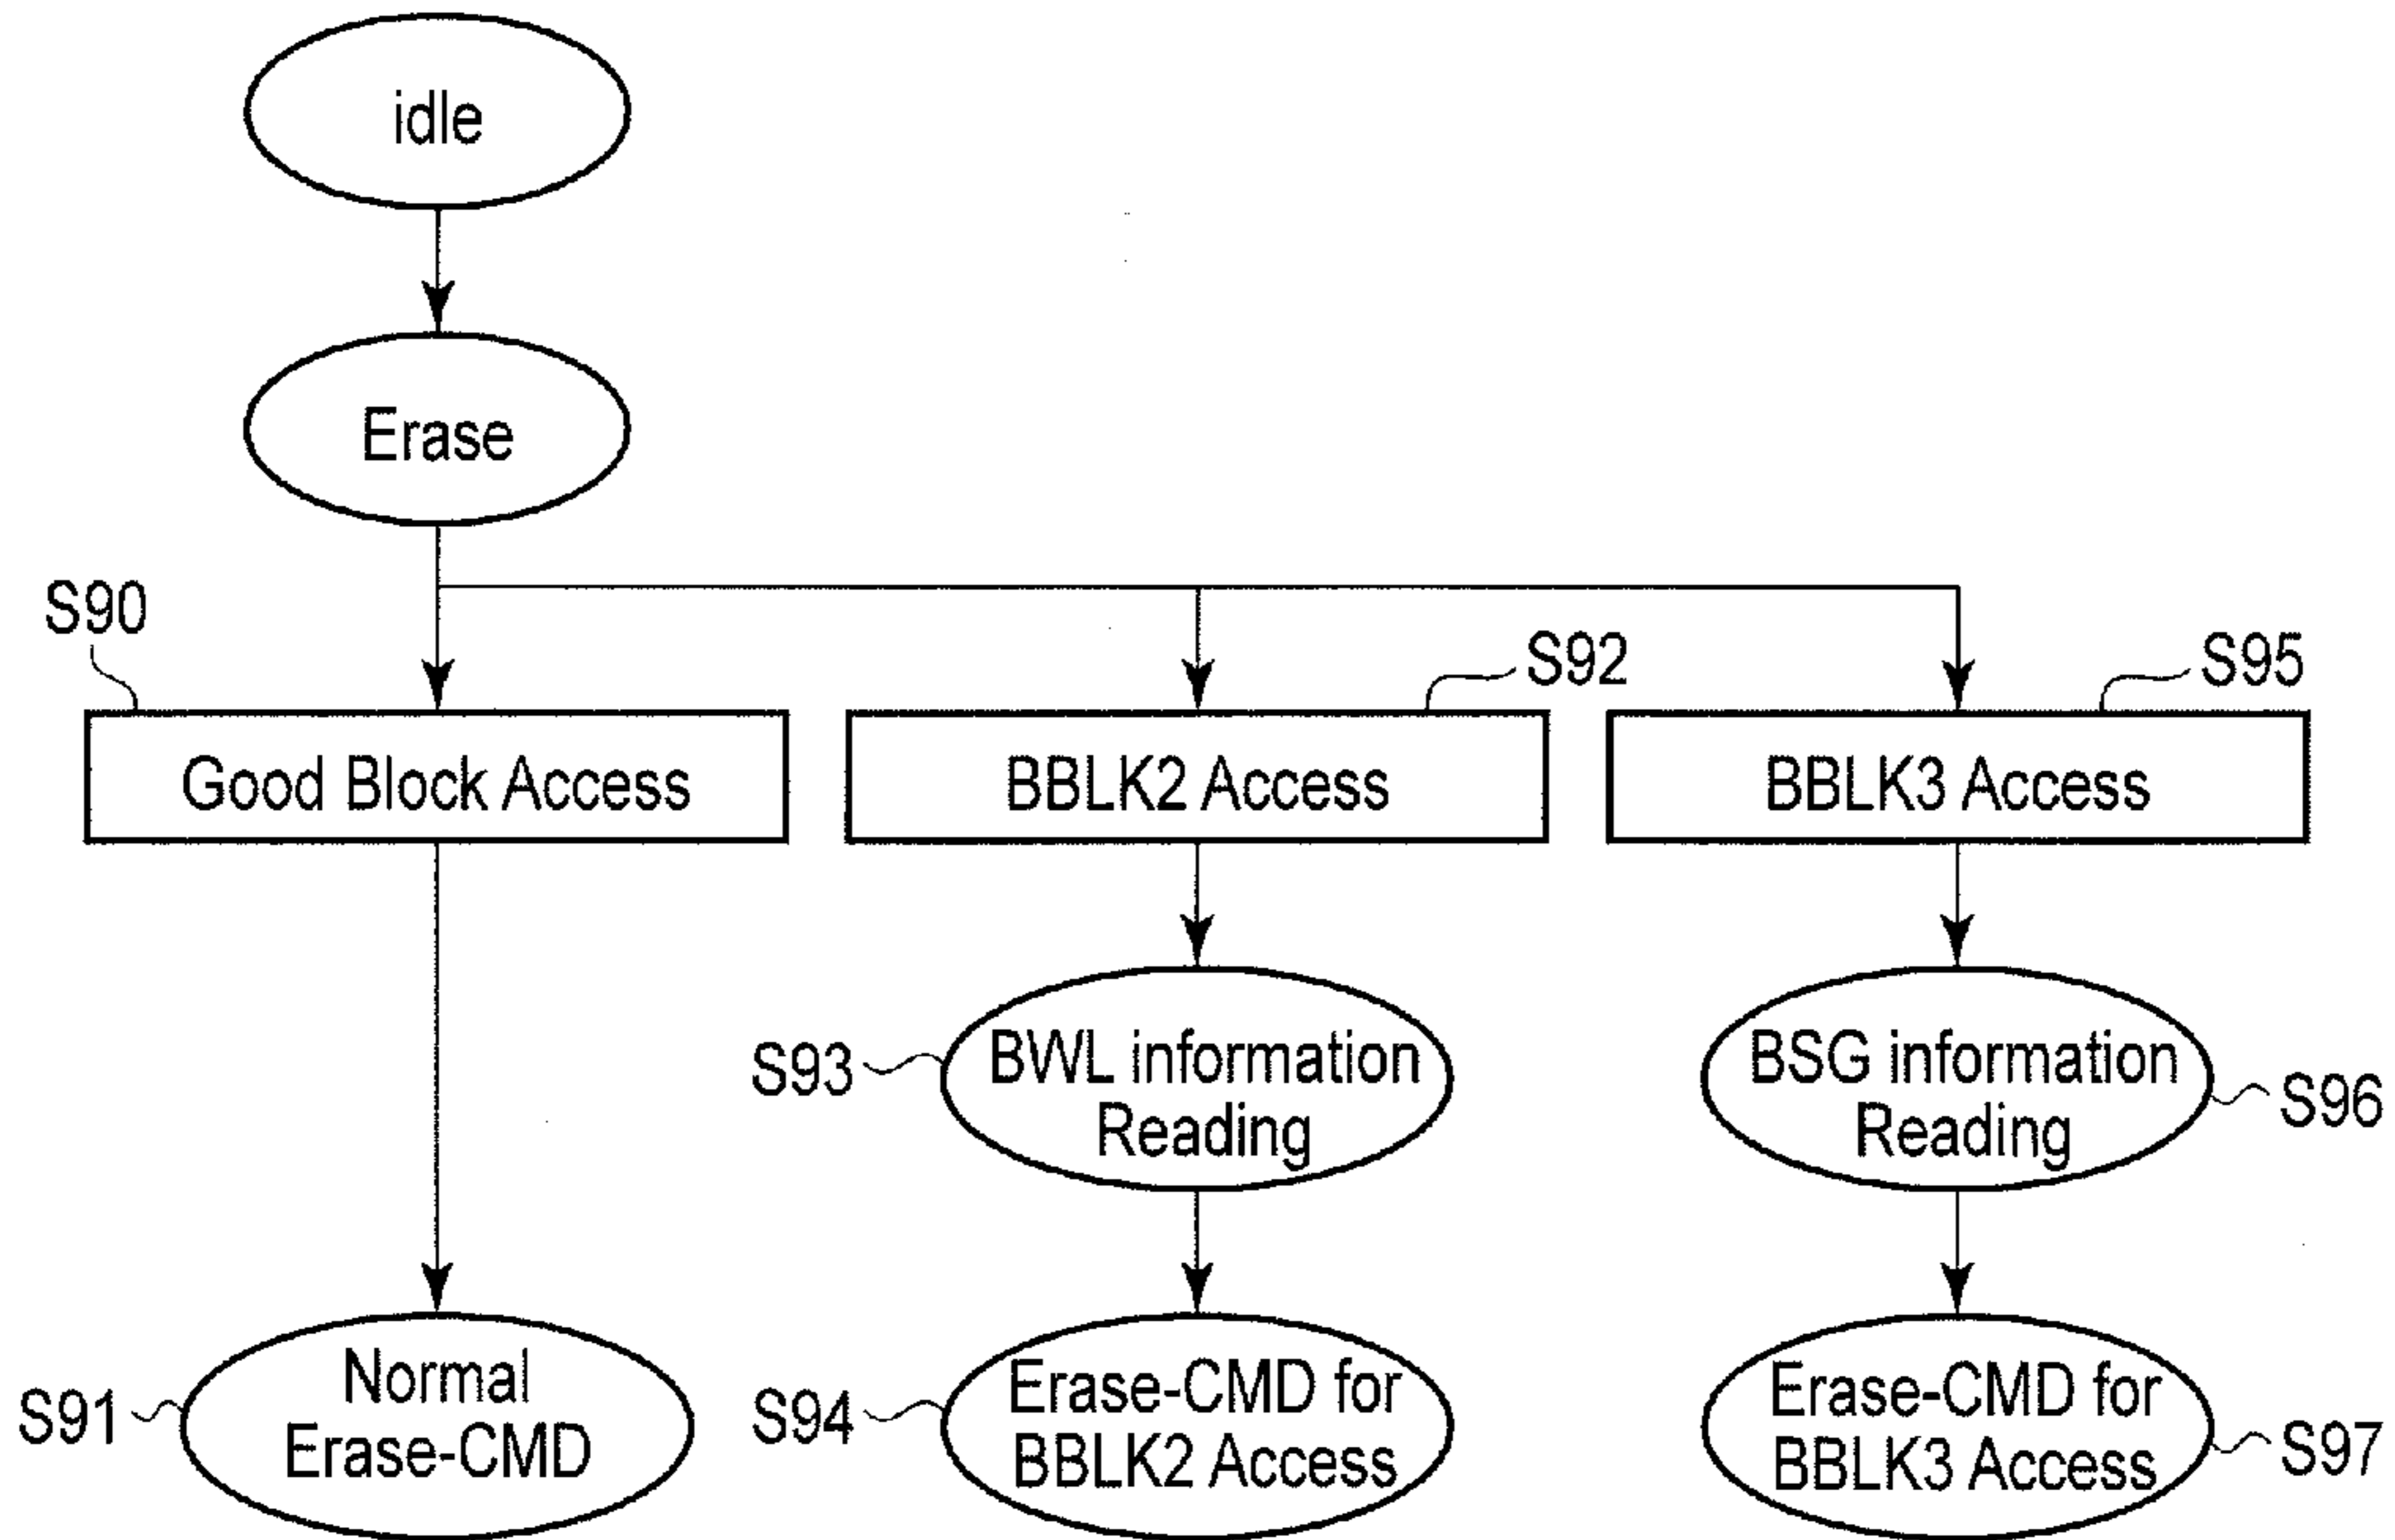 idle
Erase
S90
S92
S95
Good Block Access
BBLK2 Access
BBLK3 Access
S93
BWL information
Reading
BSG information
Reading
S96
S91
Normal
Erase-CMD
S94
Erase-CMD for
BBLK2 Access
Erase-CMD for
BBLK3 Access
S97